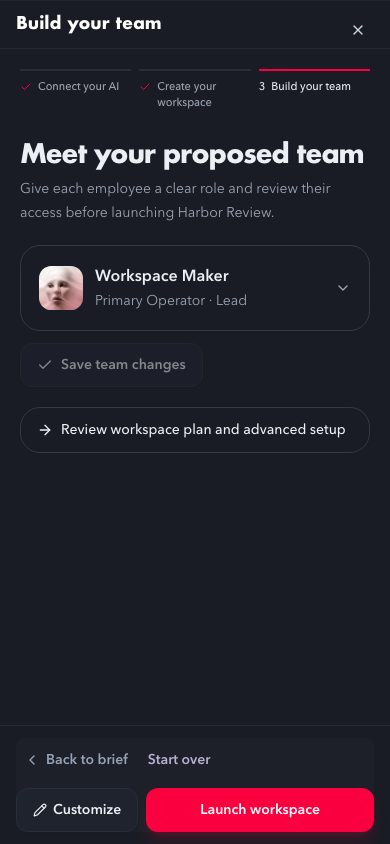 Build your team
Connect your AI
Create your
workspace
3 Build your team
Meet your proposed team
Give each employee a clear role and review their
access before launching Harbor Review.
Workspace Maker
Primary Operator · Lead
Save team changes
Review workspace plan and advanced setup
Back to brief
Start over
Customize
Launch workspace